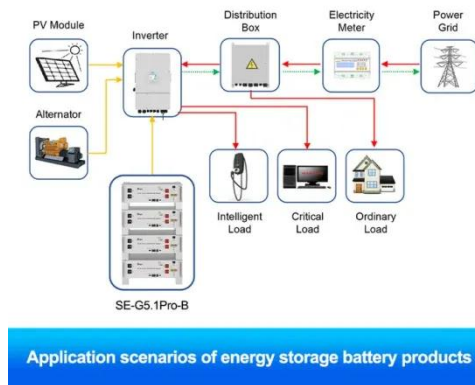 PV Module
Inverter
Distribution
Box
Electricity
Meter
Power
Grid
Alternator
Intelligent
Load
Critical
Load
Ordinary
Load
SE-G5.1Pro-B
Application scenarios of energy storage battery products